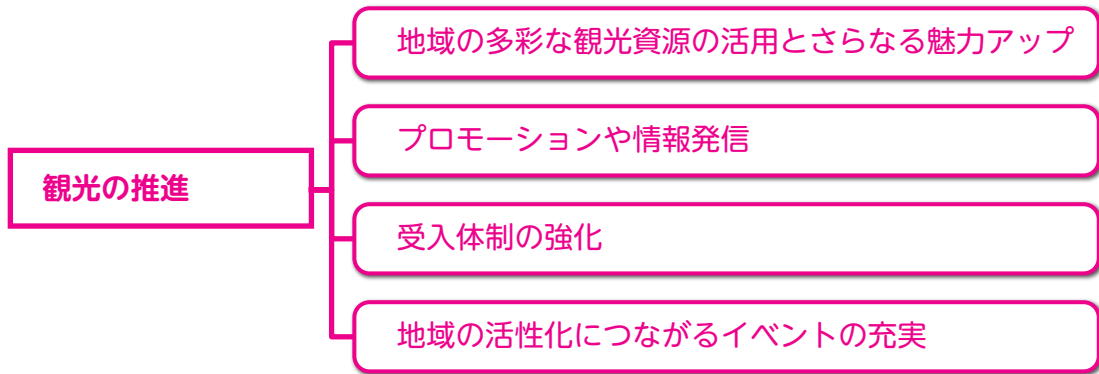 観光の推進
地域の多彩な観光資源の活用とさらなる魅力アップ
プロモーションや情報発信
受入体制の強化
地域の活性化につながるイベントの充実